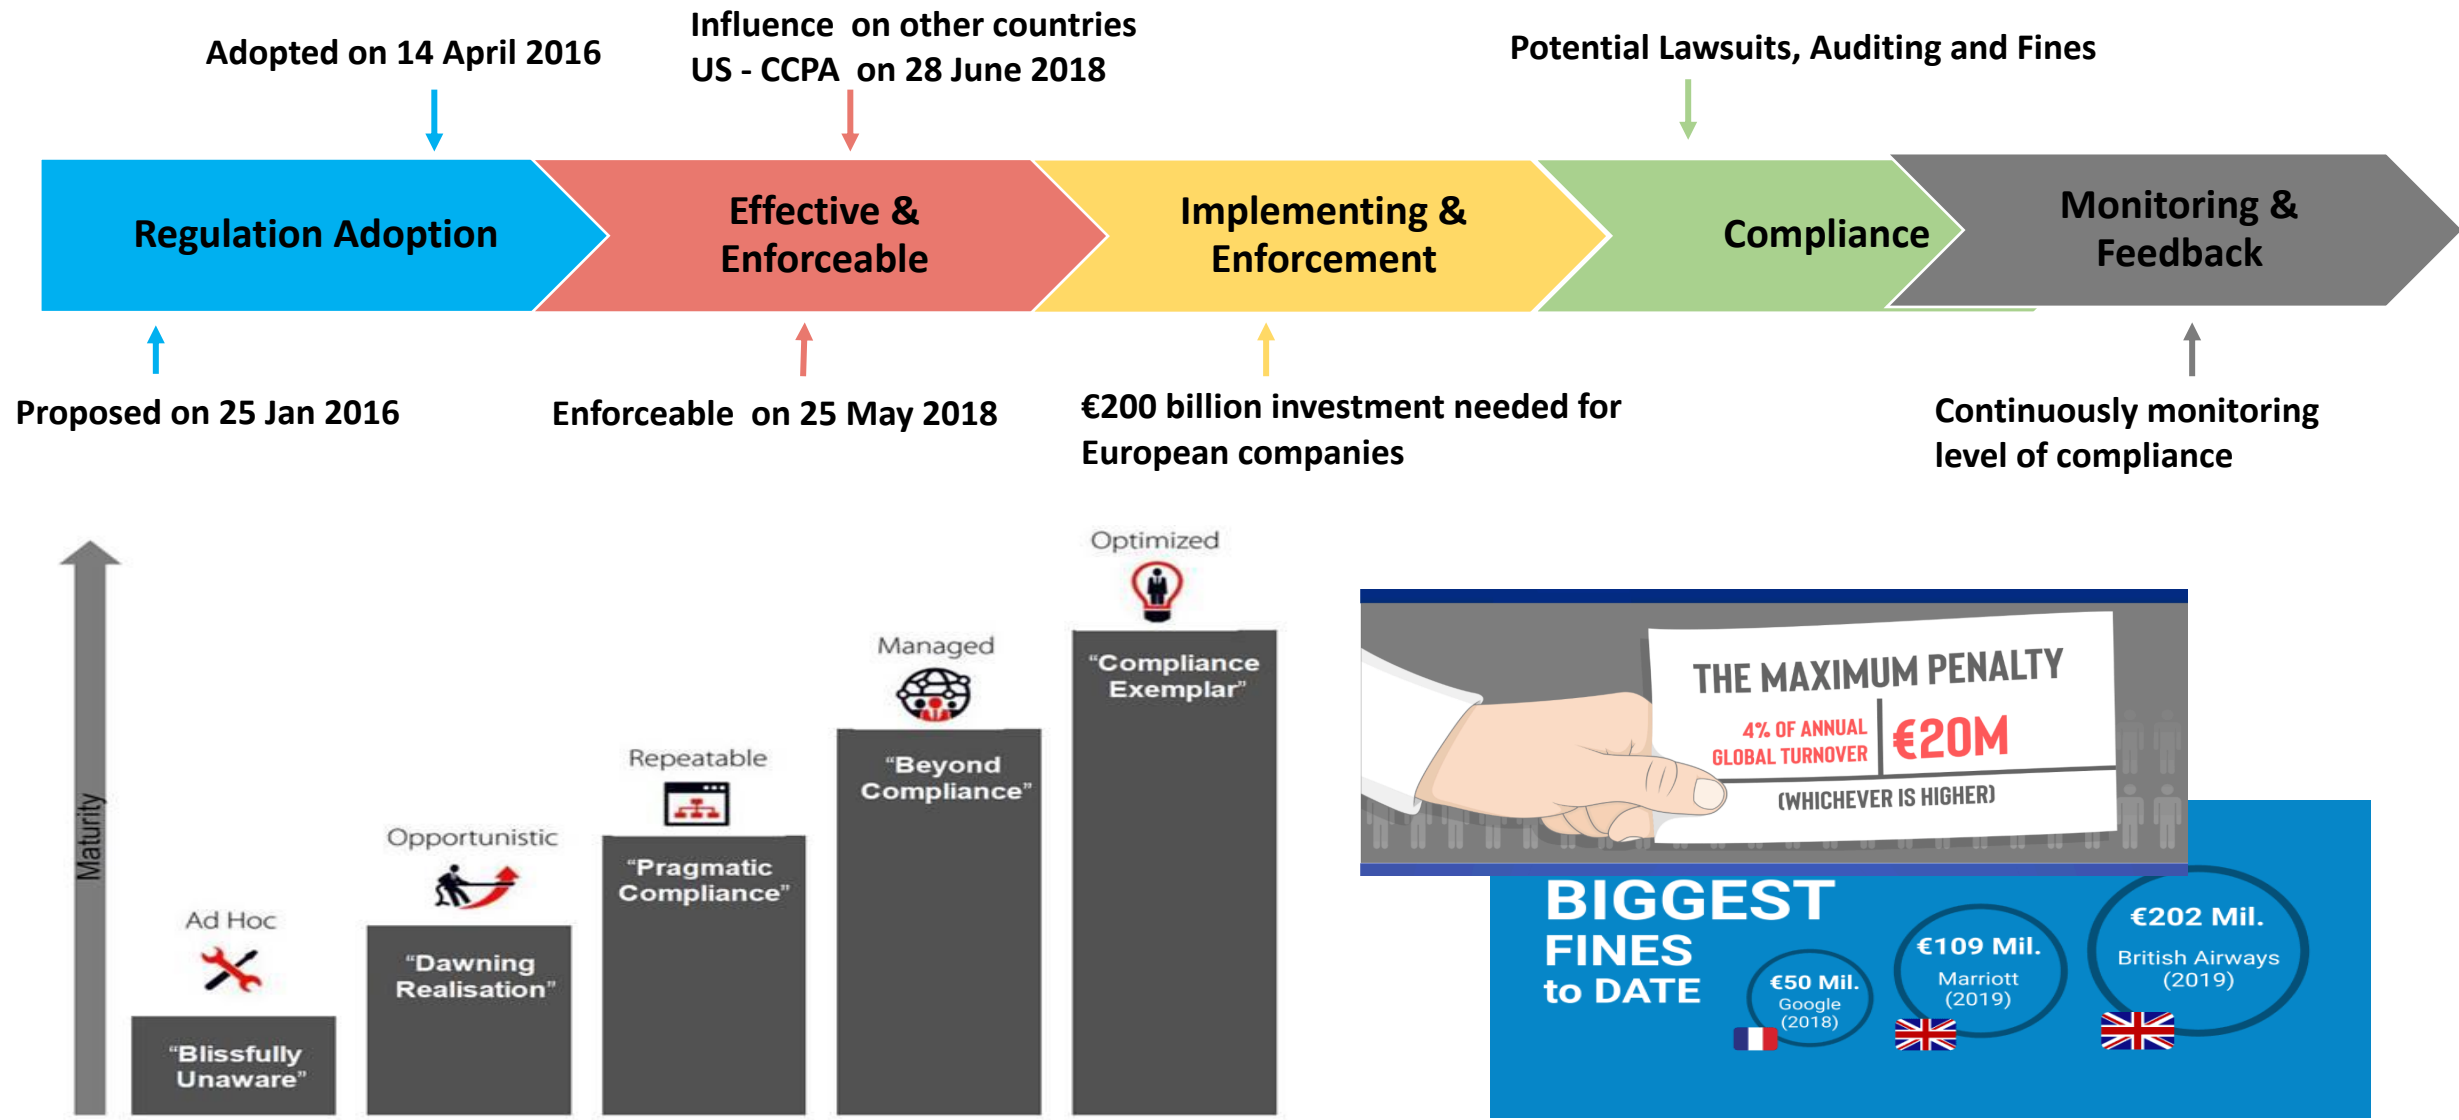 Adopted on 14 April 2016
Influence on other countries
US - CCPA on 28 June 2018
Potential Lawsuits, Auditing and Fines
Regulation Adoption
Effective &
Enforceable
Implementing &
Enforcement
Compliance
Monitoring &
Feedback
Proposed on 25 Jan 2016
Enforceable on 25 May 2018
€200 billion investment needed for
European companies
Continuously monitoring
level of compliance
Maturity
Ad Hoc
“Blissfully
Unaware”
Opportunistic
“Dawning
Realisation”
Repeatable
“Pragmatic
Compliance”
Managed
“Beyond
Compliance”
Optimized
“Compliance
Exemplar”
THE MAXIMUM PENALTY
4% OF ANNUAL
GLOBAL TURNOVER
€20M
(WHICHEVER IS HIGHER)
BIGGEST
FINES
to DATE
€50 Mil.
Google
(2018)
€109 Mil.
Marriott
(2019)
€202 Mil.
British Airways
(2019)